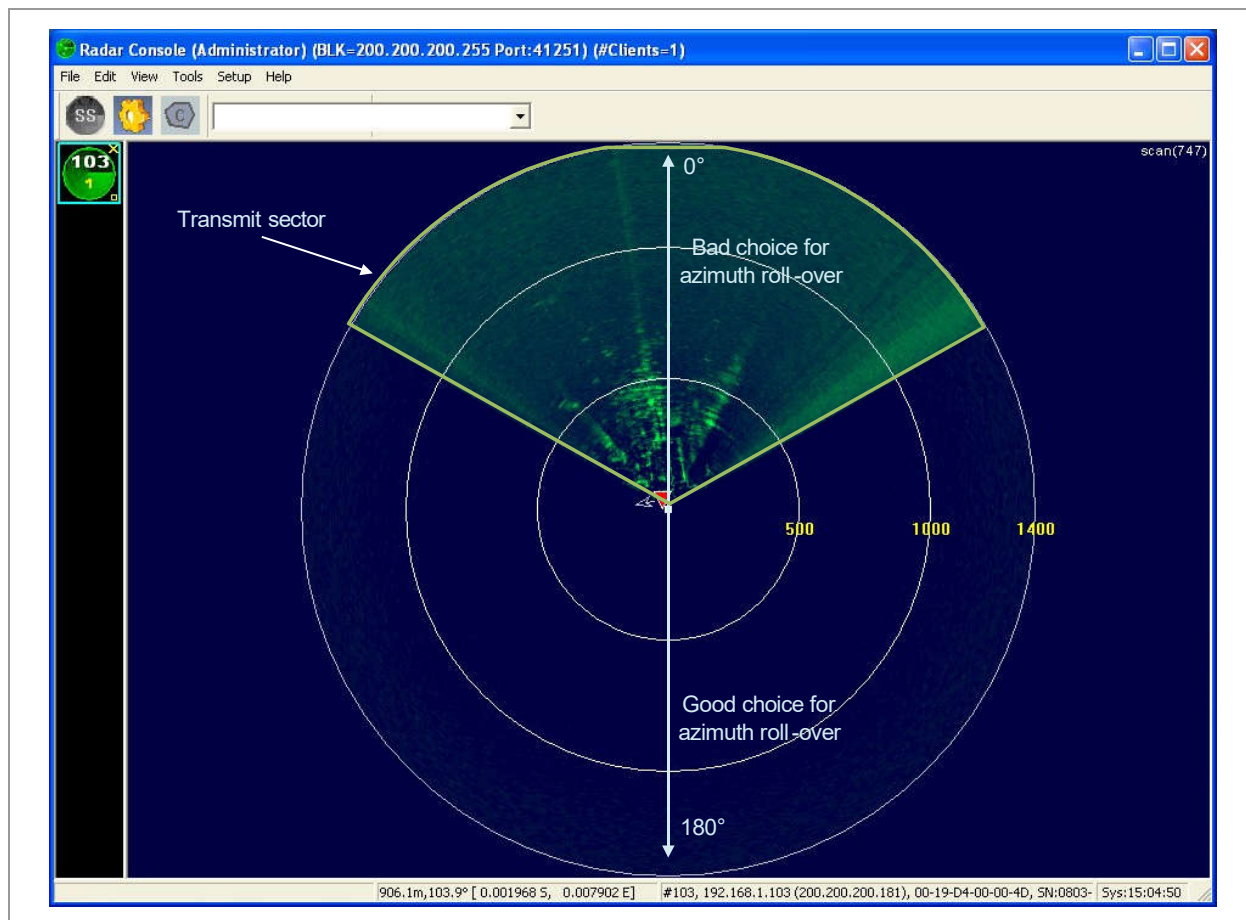 Radar Console (Administrator) (BLK=200.200.200.255 Port:41251) (#Clients=1)
File Edit View Tools Setup Help
SS C
103
1
scan(747)
0°
Transmit sector
Bad choice for
azimuth roll-over
500 1000 1400
Good choice for
azimuth roll-over
180°
906.1m,103.9° [ 0.001968 S, 0.007902 E] #103, 192.168.1.103 (200.200.200.181), 00-19-D4-00-00-4D, SN:0803- Sys:15:04:50